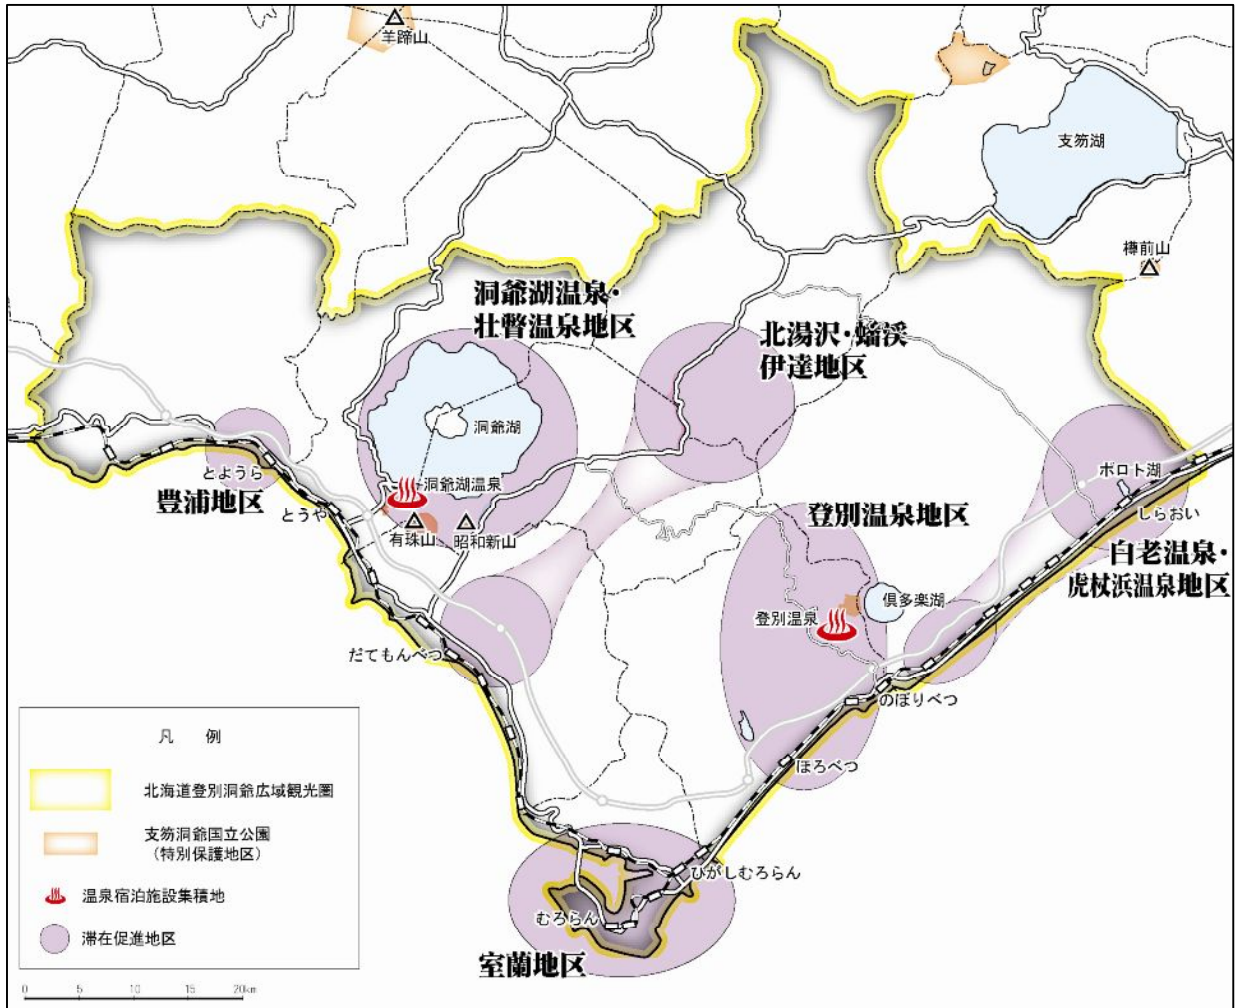 羊蹄山
支笏湖
樽前山
洞爺湖温泉・
壮瞥温泉地区
北湯沢・蟠渓
伊達地区
洞爺湖
ポロト湖
とようら
洞爺湖温泉
豊浦地区
とうや
しらおい
有珠山
昭和新山
登別温泉地区
白老温泉・
虎杖浜温泉地区
倶多楽湖
登別温泉
だてもんべつ
のぼりべつ
ほろべつ
ひがしむろらん
むろらん
室蘭地区
凡 例
北海道登別洞爺広域観光圏
支笏洞爺国立公園
（特別保護地区）
温泉宿泊施設集積地
滞在促進地区
0 5 10 20km